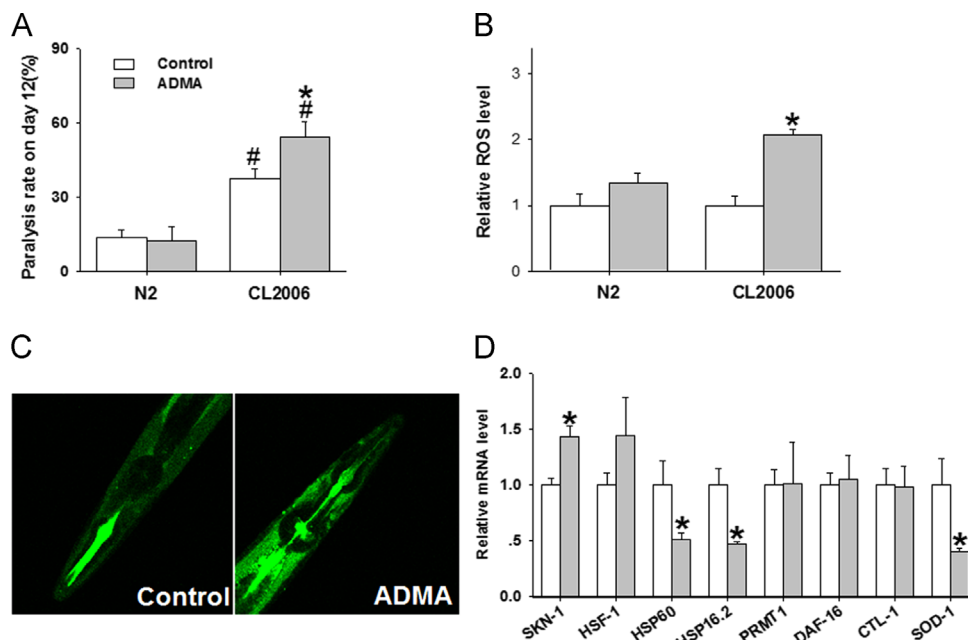 A
Paralysis rate on day 12(%)
90
60
30
0
Control
ADMA
#
*
#
N2
CL2006
B
Relative ROS level
3
2
1
0
*
N2
CL2006
C
Control
ADMA
D
Relative mRNA level
2.0
1.5
1.0
.5
0.0
*
*
*
*
SKN-1
HSF-1
HSP60
HSP16.2
PRMT1
DAF-16
CTL-1
SOD-1